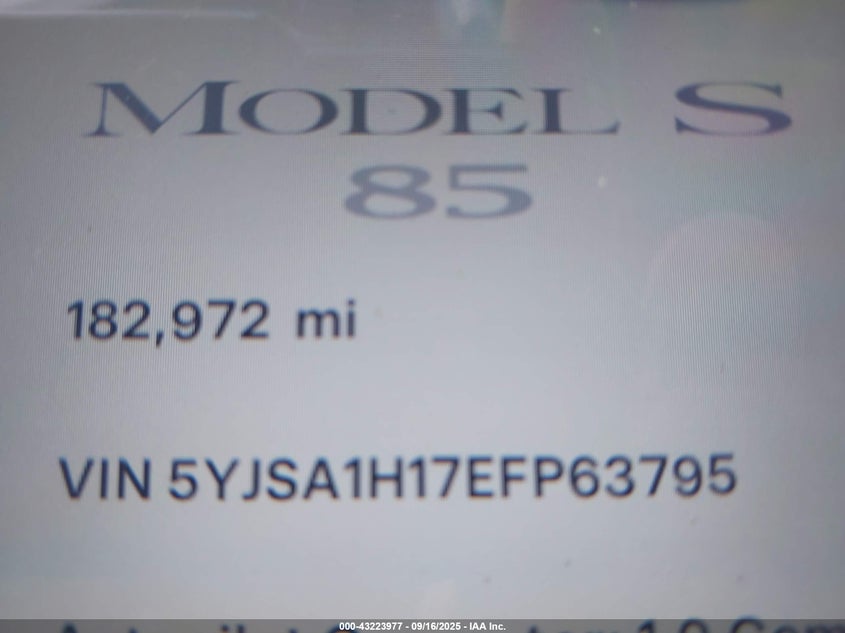 MODEL S
85
182,972 mi
VIN 5YJSA1H17EFP63795
000-43223977 - 09/16/2025 - IAA Inc.